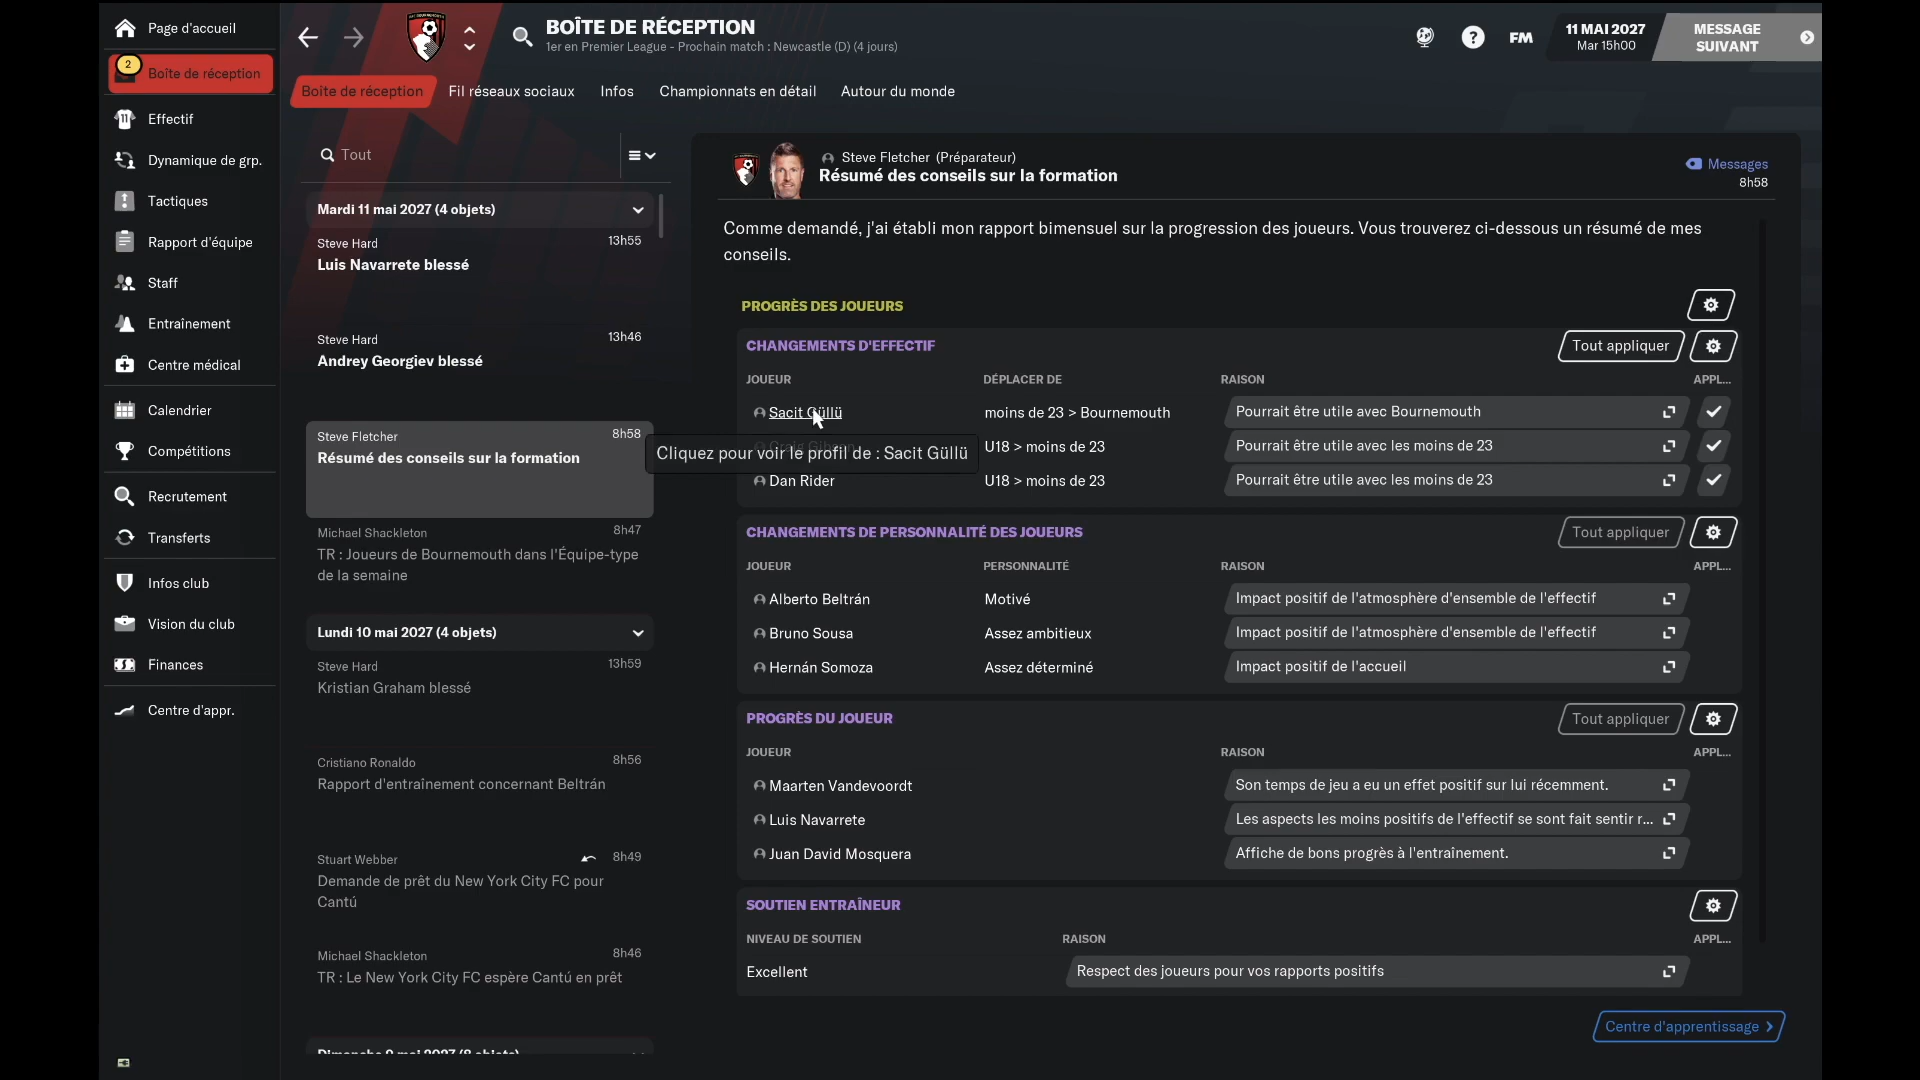 Page d'accueil
2
Boîte de réception
Effectif
Dynamique de grp.
Tactiques
Rapport d'équipe
Staff
Entraînement
Centre médical
Calendrier
Compétitions
Recrutement
Transferts
Infos club
Vision du club
Finances
Centre d'appr.
BOÎTE DE RÉCEPTION
1er en Premier League - Prochain match : Newcastle (D) (4 jours)
FM
11 MAI 2027
Mar 15h00
MESSAGE
SUIVANT
Boîte de réception Fil réseaux sociaux Infos Championnats en détail Autour du monde
Tout
Mardi 11 mai 2027 (4 objets)
Steve Hard 13h55
Luis Navarrete blessé
Steve Hard 13h46
Andrey Georgiev blessé
Steve Fletcher 8h58
Résumé des conseils sur la formation
Michael Shackleton 8h47
TR : Joueurs de Bournemouth dans l'Équipe-type
de la semaine
Lundi 10 mai 2027 (4 objets)
Steve Hard 13h59
Kristian Graham blessé
Cristiano Ronaldo 8h56
Rapport d'entraînement concernant Beltrán
Stuart Webber 8h49
Demande de prêt du New York City FC pour
Cantú
Michael Shackleton 8h46
TR : Le New York City FC espère Cantú en prêt
Dimanche 9 mai 2027 (8 objets)
Steve Fletcher (Préparateur)
Résumé des conseils sur la formation
Messages
8h58
Comme demandé, j'ai établi mon rapport bimensuel sur la progression des joueurs. Vous trouverez ci-dessous un résumé de mes
conseils.
PROGRÈS DES JOUEURS
CHANGEMENTS D'EFFECTIF Tout appliquer
JOUEUR DÉPLACER DE RAISON APPL...
Sacit Güllü moins de 23 > Bournemouth Pourrait être utile avec Bournemouth
Craig Gibson U18 > moins de 23 Pourrait être utile avec les moins de 23
Cliquez pour voir le profil de : Sacit Güllü
Dan Rider U18 > moins de 23 Pourrait être utile avec les moins de 23
CHANGEMENTS DE PERSONNALITÉ DES JOUEURS Tout appliquer
JOUEUR PERSONNALITÉ RAISON APPL...
Alberto Beltrán Motivé Impact positif de l'atmosphère d'ensemble de l'effectif
Bruno Sousa Assez ambitieux Impact positif de l'atmosphère d'ensemble de l'effectif
Hernán Somoza Assez déterminé Impact positif de l'accueil
PROGRÈS DU JOUEUR Tout appliquer
JOUEUR RAISON APPL...
Maarten Vandevoordt Son temps de jeu a eu un effet positif sur lui récemment.
Luis Navarrete Les aspects les moins positifs de l'effectif se sont fait sentir r...
Juan David Mosquera Affiche de bons progrès à l'entraînement.
SOUTIEN ENTRAÎNEUR
NIVEAU DE SOUTIEN RAISON APPL...
Excellent Respect des joueurs pour vos rapports positifs
Centre d'apprentissage